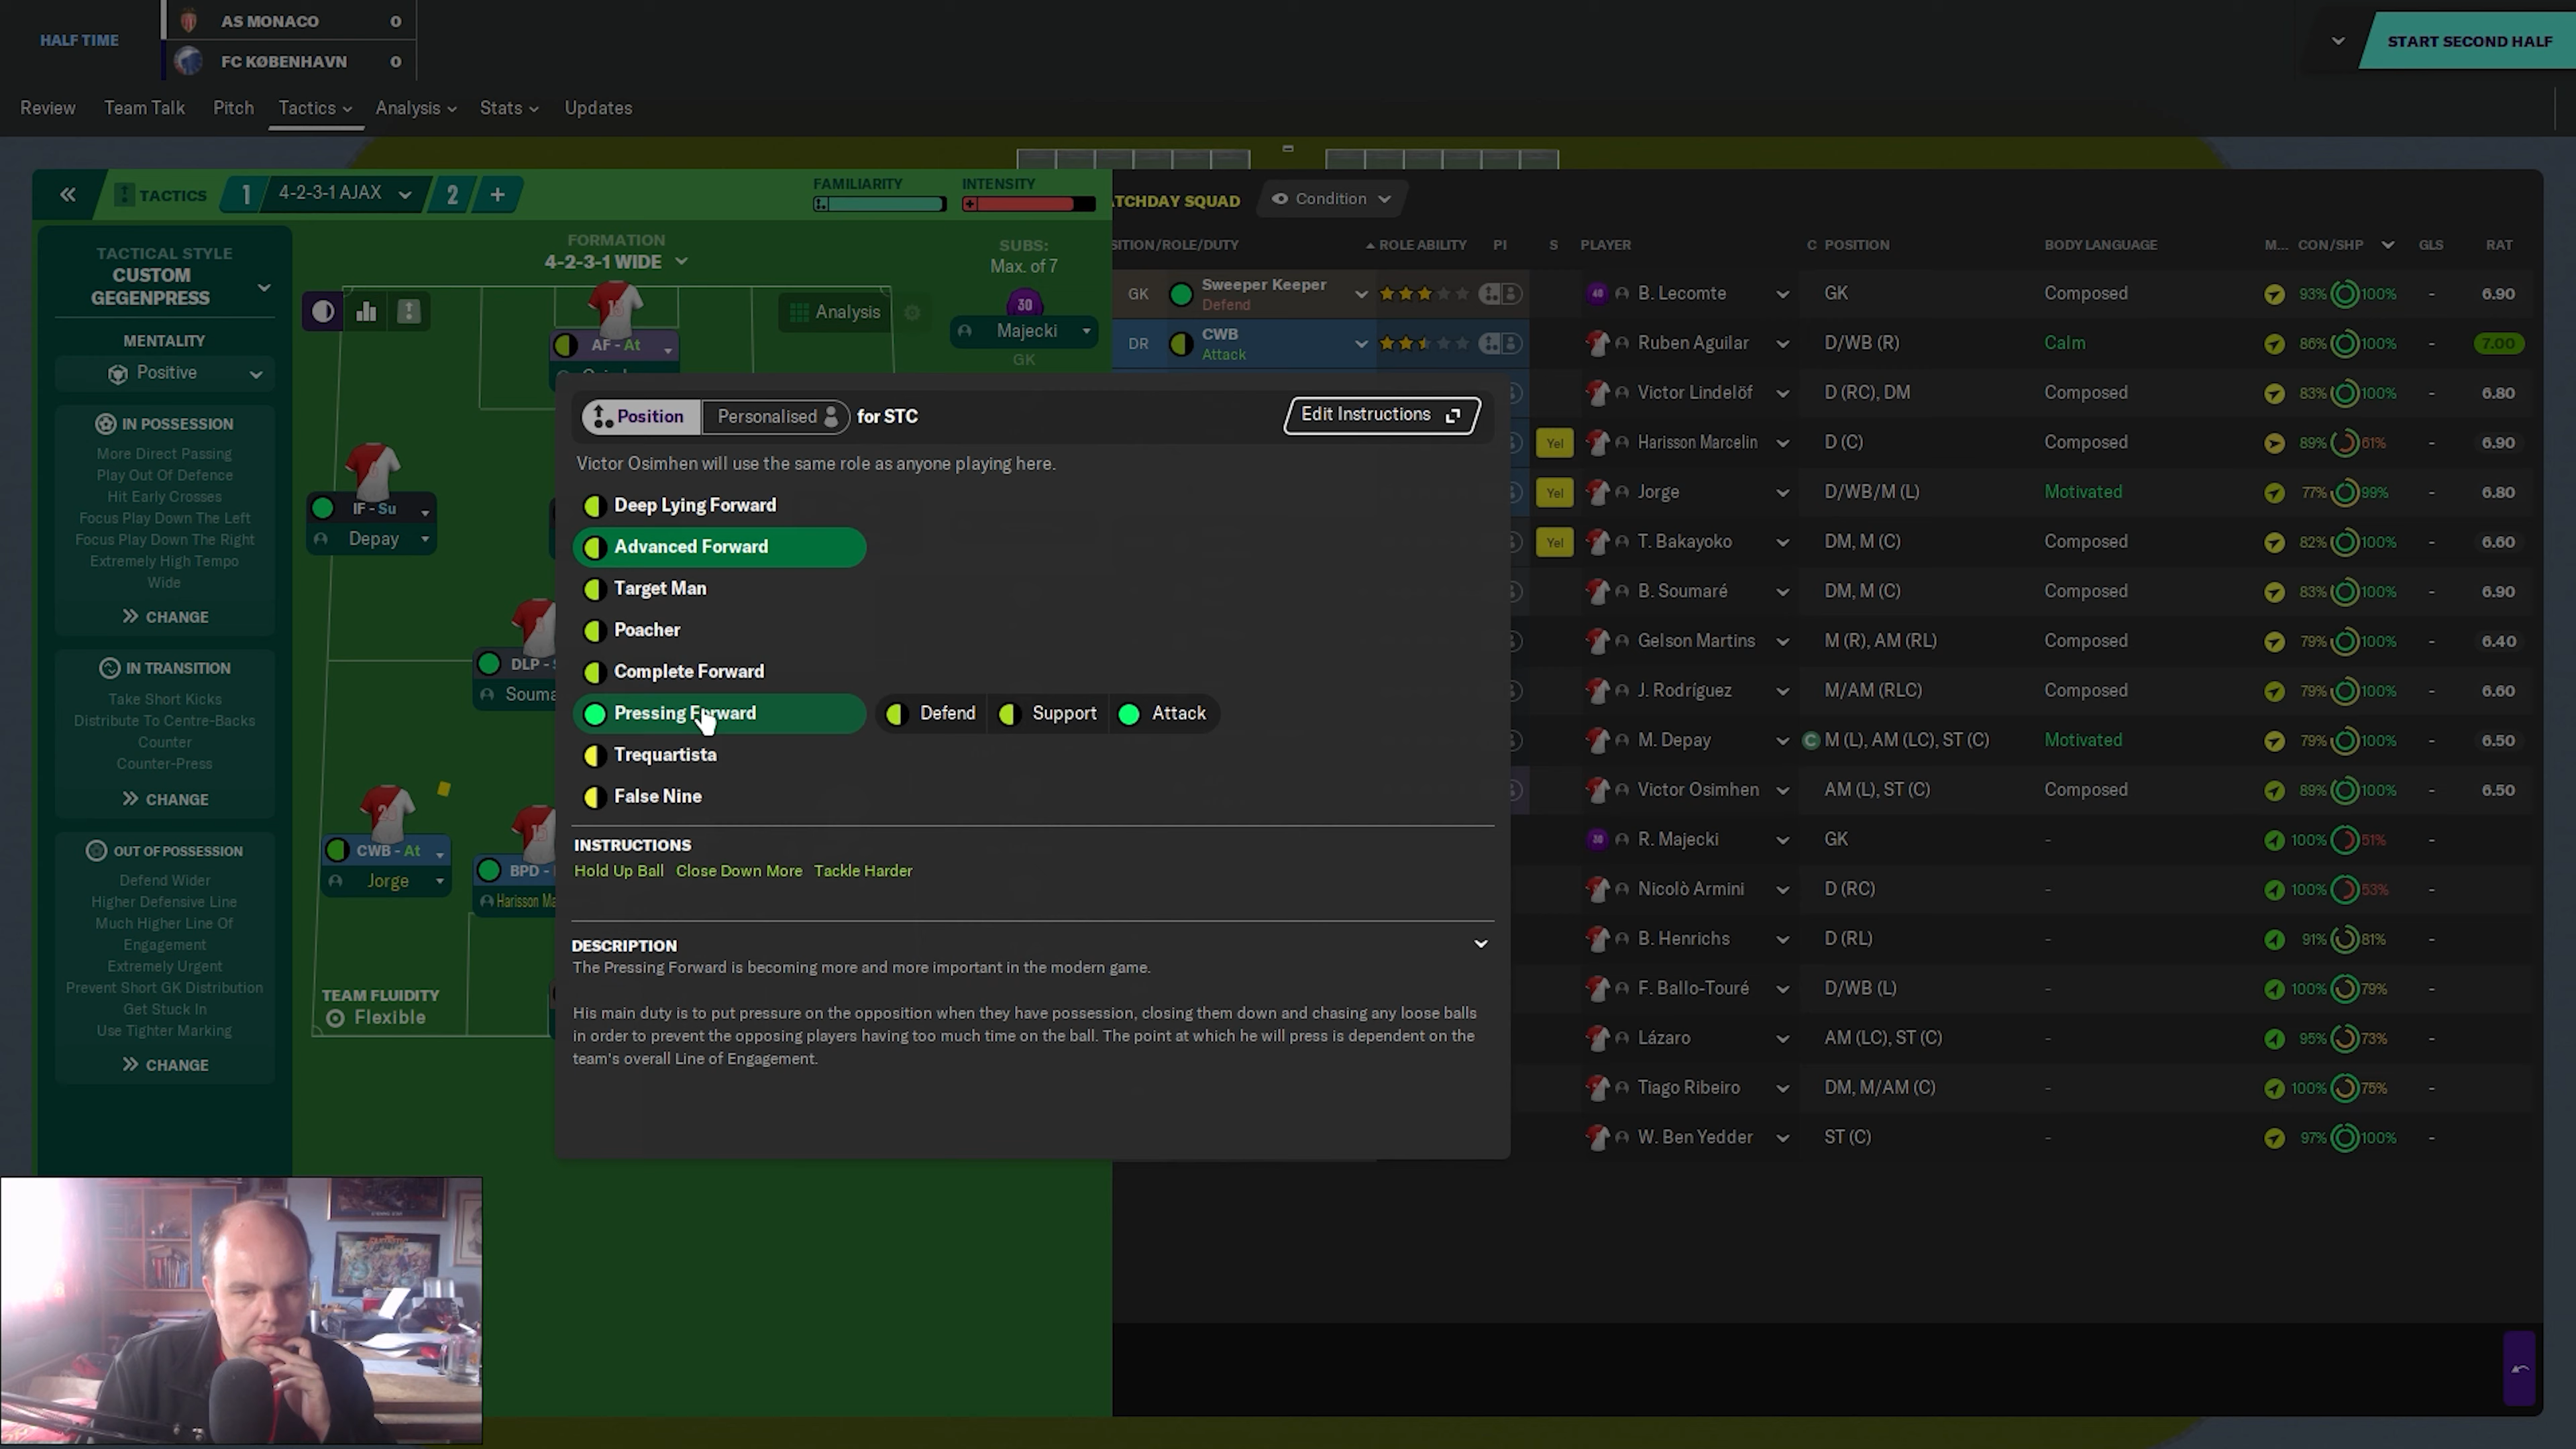 HALF TIME
AS MONACO 0
FC KØBENHAVN 0
START SECOND HALF
Review Team Talk Pitch Tactics Analysis Stats Updates
TACTICS 1 4-2-3-1 AJAX 2 +
FAMILIARITY INTENSITY
TACTICAL STYLE
CUSTOM
GEGENPRESS
MENTALITY
Positive
IN POSSESSION
More Direct Passing
Play Out Of Defence
Hit Early Crosses
Focus Play Down The Left
Focus Play Down The Right
Extremely High Tempo
Wide
CHANGE
IN TRANSITION
Take Short Kicks
Distribute To Centre-Backs
Counter
Counter-Press
CHANGE
OUT OF POSSESSION
Defend Wider
Higher Defensive Line
Much Higher Line Of
Engagement
Extremely Urgent
Prevent Short GK Distribution
Get Stuck In
Use Tighter Marking
CHANGE
FORMATION
4-2-3-1 WIDE
SUBS:
Max. of 7
30
Majecki
GK
Analysis
AF - At
IF - Su
Depay
DLP -
Souma
CWB - At
Jorge
BPD -
Harisson Ma
TEAM FLUIDITY
Flexible
Position Personalised for STC
Edit Instructions
Victor Osimhen will use the same role as anyone playing here.
Deep Lying Forward
Advanced Forward
Target Man
Poacher
Complete Forward
Pressing Forward Defend Support Attack
Trequartista
False Nine
INSTRUCTIONS
Hold Up Ball Close Down More Tackle Harder
DESCRIPTION
The Pressing Forward is becoming more and more important in the modern game.
His main duty is to put pressure on the opposition when they have possession, closing them down and chasing any loose balls
in order to prevent the opposing players having too much time on the ball. The point at which he will press is dependent on the
team's overall Line of Engagement.
TCHDAY SQUAD Condition
SITION/ROLE/DUTY ROLE ABILITY PI S PLAYER C POSITION BODY LANGUAGE M... CON/SHP GLS RAT
GK Sweeper Keeper Defend B. Lecomte GK Composed 93% 100% - 6.90
DR CWB Attack Ruben Aguilar D/WB (R) Calm 86% 100% - 7.00
Victor Lindelöf D (RC), DM Composed 83% 100% - 6.80
Yel Harisson Marcelin D (C) Composed 89% 61% - 6.90
Yel Jorge D/WB/M (L) Motivated 77% 99% - 6.80
Yel T. Bakayoko DM, M (C) Composed 82% 100% - 6.60
B. Soumaré DM, M (C) Composed 83% 100% - 6.90
Gelson Martins M (R), AM (RL) Composed 79% 100% - 6.40
J. Rodríguez M/AM (RLC) Composed 79% 100% - 6.60
M. Depay C M (L), AM (LC), ST (C) Motivated 79% 100% - 6.50
Victor Osimhen AM (L), ST (C) Composed 89% 100% - 6.50
30 R. Majecki GK - 100% 51% -
Nicolò Armini D (RC) - 100% 53% -
B. Henrichs D (RL) - 91% 81% -
F. Ballo-Touré D/WB (L) - 100% 79% -
Lázaro AM (LC), ST (C) - 95% 73% -
Tiago Ribeiro DM, M/AM (C) - 100% 75% -
W. Ben Yedder ST (C) - 97% 100% -